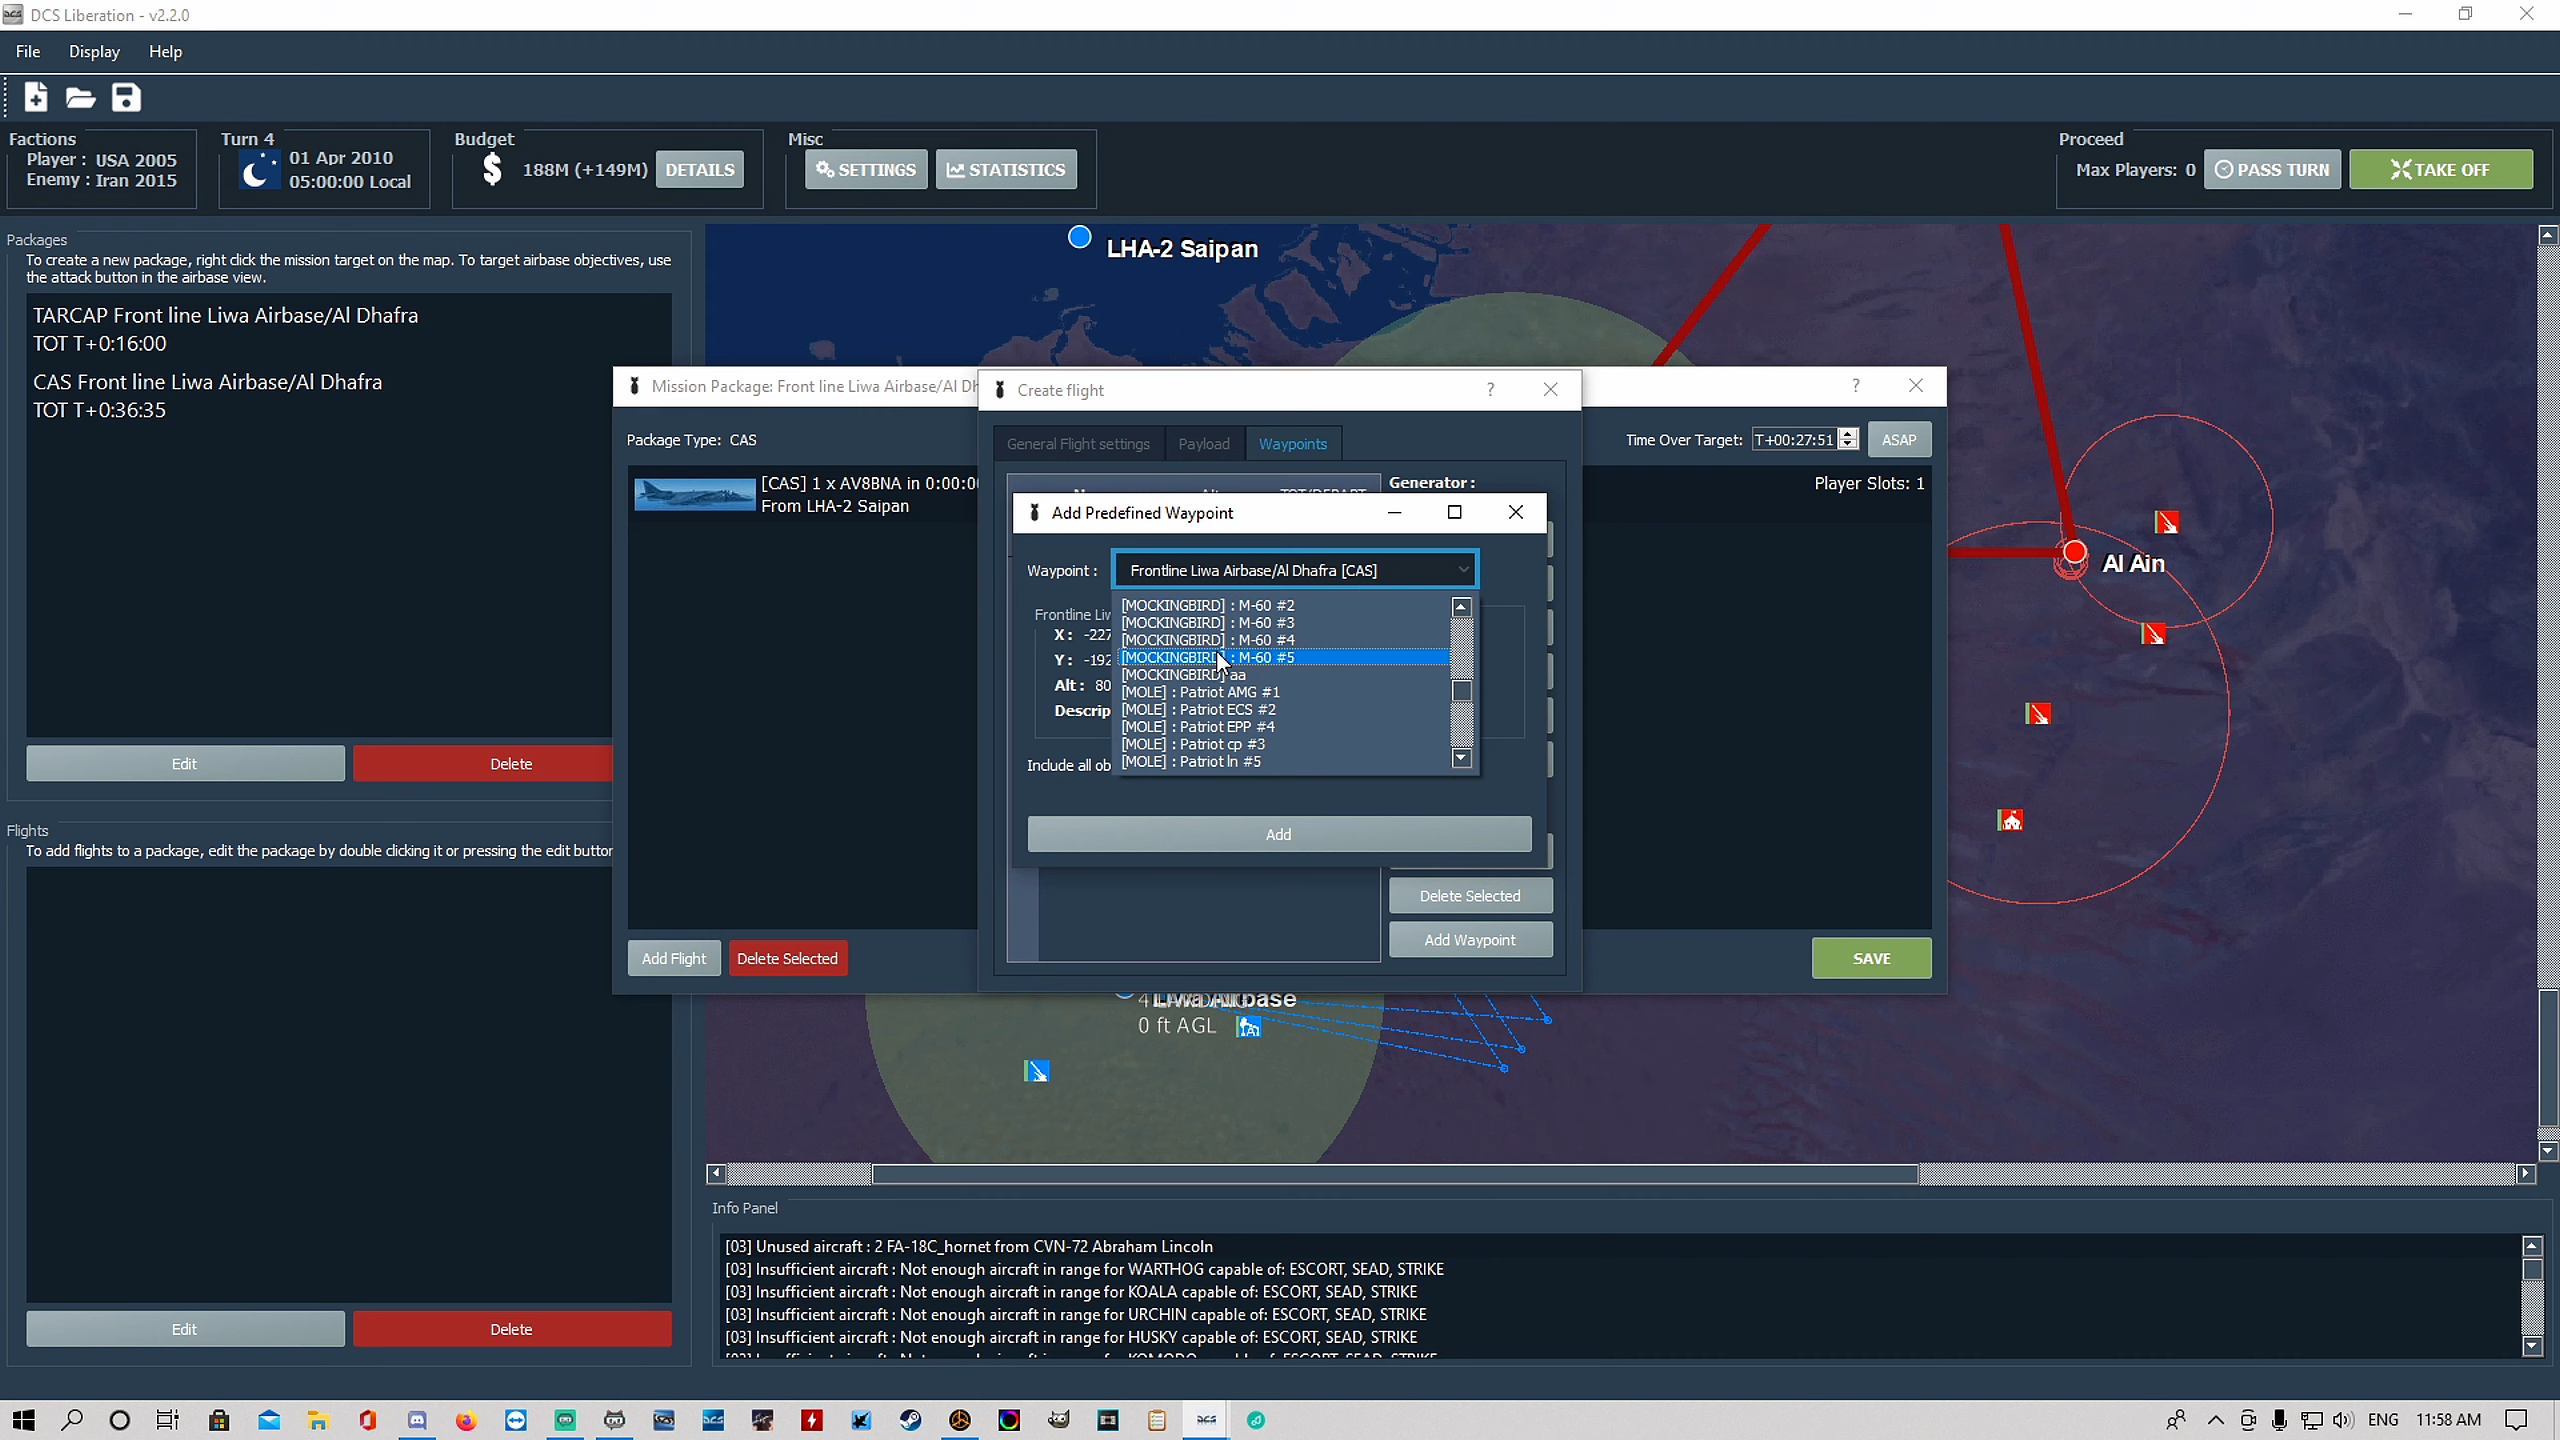 DCS Liberation - v2.2.0
File Display Help
Factions
Player : USA 2005
Enemy : Iran 2015
Turn 4
01 Apr 2010
05:00:00 Local
Budget
188M (+149M)
DETAILS
Misc
SETTINGS
STATISTICS
Proceed
Max Players: 0
PASS TURN
TAKE OFF
Packages
To create a new package, right click the mission target on the map. To target airbase objectives, use
the attack button in the airbase view.
TARCAP Front line Liwa Airbase/Al Dhafra
TOT T+0:16:00
CAS Front line Liwa Airbase/Al Dhafra
TOT T+0:36:35
Edit
Delete
Flights
To add flights to a package, edit the package by double clicking it or pressing the edit button
Edit
Delete
LHA-2 Saipan
Al Ain
Mission Package: Front line Liwa Airbase/Al Dh
Package Type: CAS
Time Over Target: T+00:27:51
ASAP
[CAS] 1 x AV8BNA in 0:00:0
From LHA-2 Saipan
Player Slots: 1
Add Flight
Delete Selected
SAVE
Create flight
General Flight settings
Payload
Waypoints
Generator :
Add Predefined Waypoint
Waypoint :
Frontline Liwa Airbase/Al Dhafra [CAS]
Frontline Liw
X : -227
Y : -192
Alt : 80
Descrip
Include all ob
[MOCKINGBIRD] : M-60 #2
[MOCKINGBIRD] : M-60 #3
[MOCKINGBIRD] : M-60 #4
[MOCKINGBIRD] : M-60 #5
[MOCKINGBIRD] aa
[MOLE] : Patriot AMG #1
[MOLE] : Patriot ECS #2
[MOLE] : Patriot EPP #4
[MOLE] : Patriot cp #3
[MOLE] : Patriot ln #5
Add
Delete Selected
Add Waypoint
Liwa Airbase
0 ft AGL
Info Panel
[03] Unused aircraft : 2 FA-18C_hornet from CVN-72 Abraham Lincoln
[03] Insufficient aircraft : Not enough aircraft in range for WARTHOG capable of: ESCORT, SEAD, STRIKE
[03] Insufficient aircraft : Not enough aircraft in range for KOALA capable of: ESCORT, SEAD, STRIKE
[03] Insufficient aircraft : Not enough aircraft in range for URCHIN capable of: ESCORT, SEAD, STRIKE
[03] Insufficient aircraft : Not enough aircraft in range for HUSKY capable of: ESCORT, SEAD, STRIKE
ENG 11:58 AM